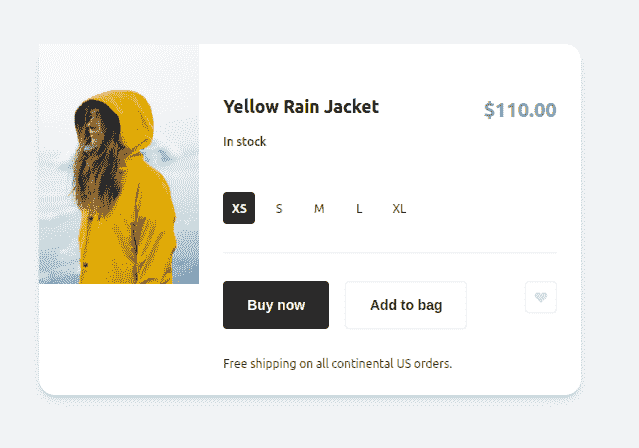 Yellow Rain Jacket
$110.00
In stock
XS S M L XL
Buy now Add to bag
Free shipping on all continental US orders.